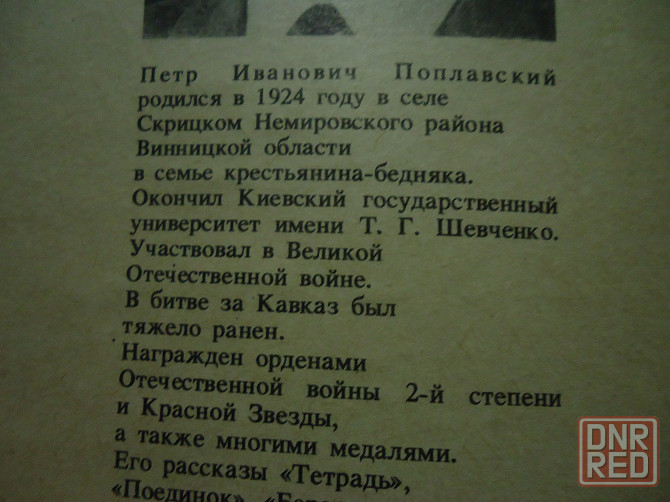 Петр Иванович Поплавский
родился в 1924 году в селе
Скрицком Немировского района
Винницкой области
в семье крестьянина-бедняка.
Окончил Киевский государственный
университет имени Т. Г. Шевченко.
Участвовал в Великой
Отечественной войне.
В битве за Кавказ был
тяжело ранен.
Награжден орденами
Отечественной войны 2-й степени
и Красной Звезды,
а также многими медалями.
Его рассказы «Тетрадь»,
«Поединок»,
DNR
RED